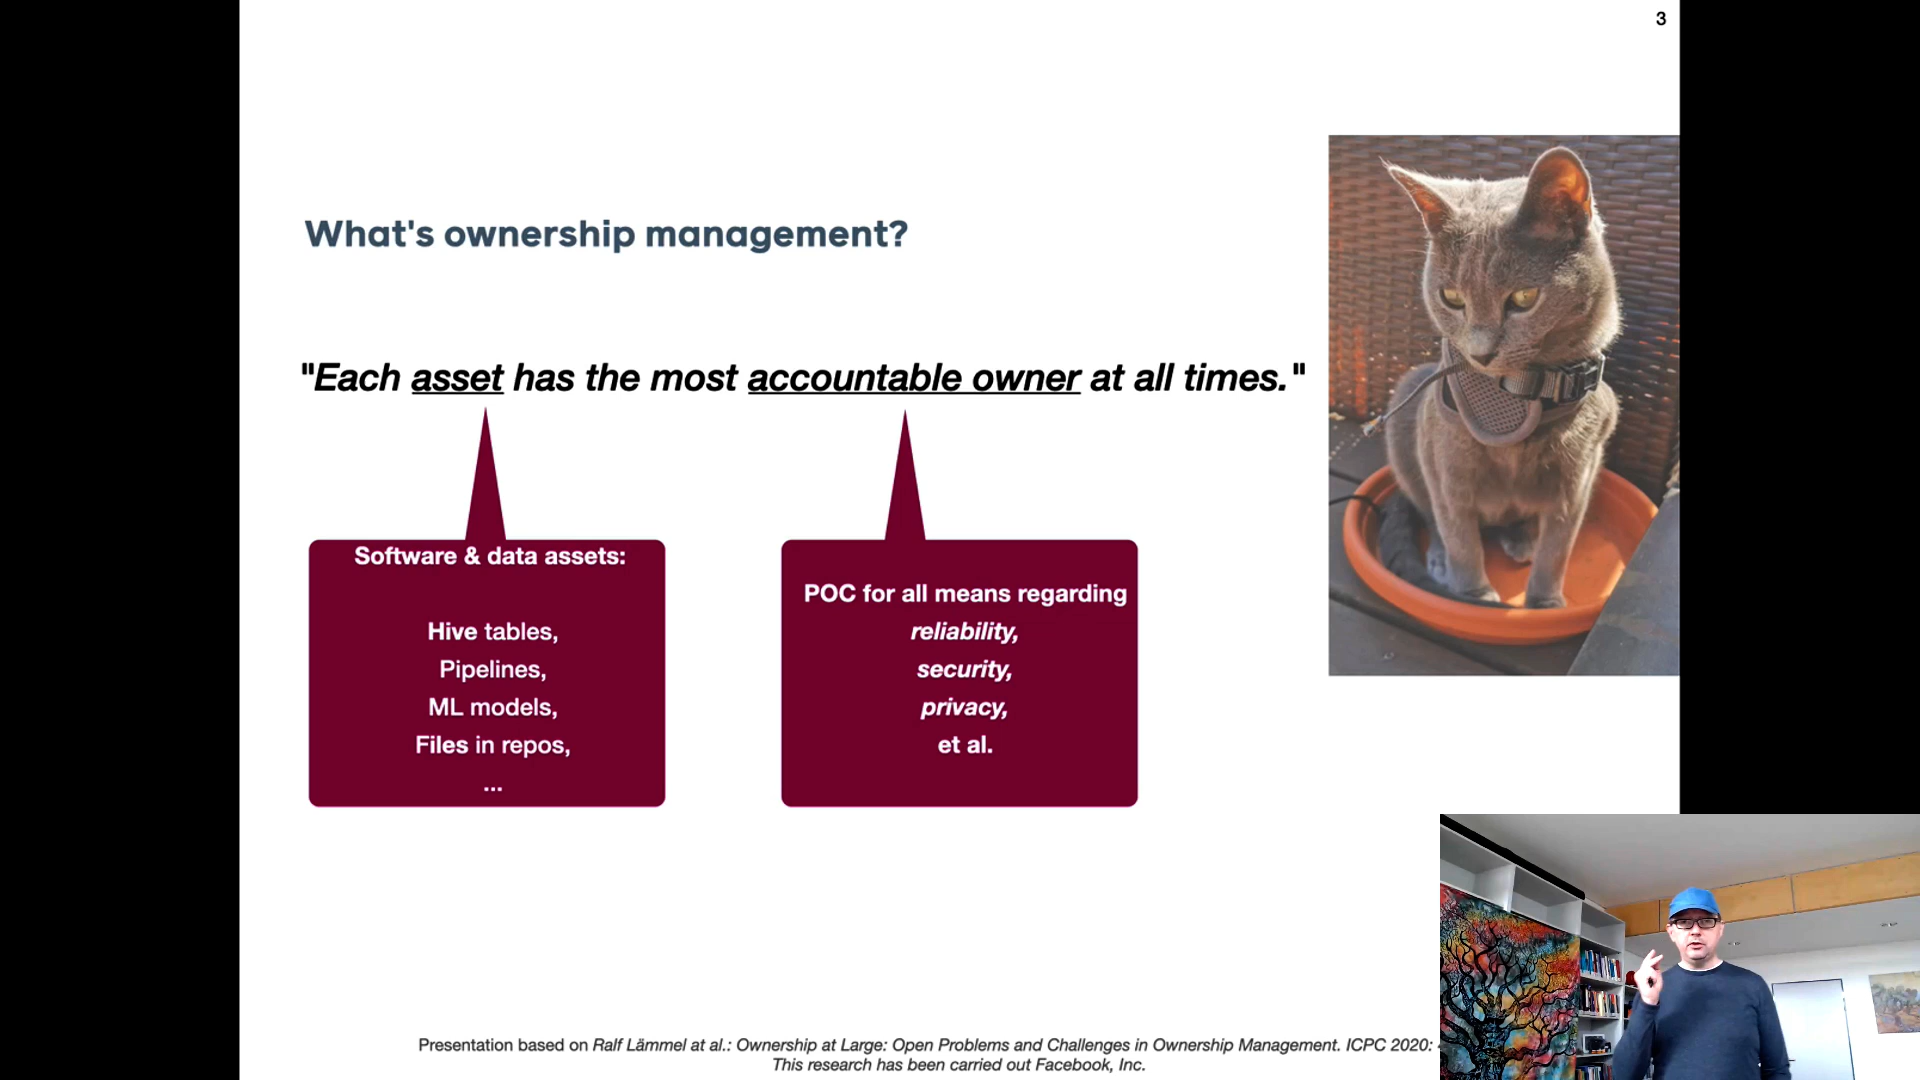 3
What's ownership management?
"Each asset has the most accountable owner at all times."
Software & data assets:
Hive tables,
Pipelines,
ML models,
Files in repos,
...
POC for all means regarding
reliability,
security,
privacy,
et al.
Presentation based on Ralf Lämmel at al.: Ownership at Large: Open Problems and Challenges in Ownership Management. ICPC 2020:
This research has been carried out Facebook, Inc.